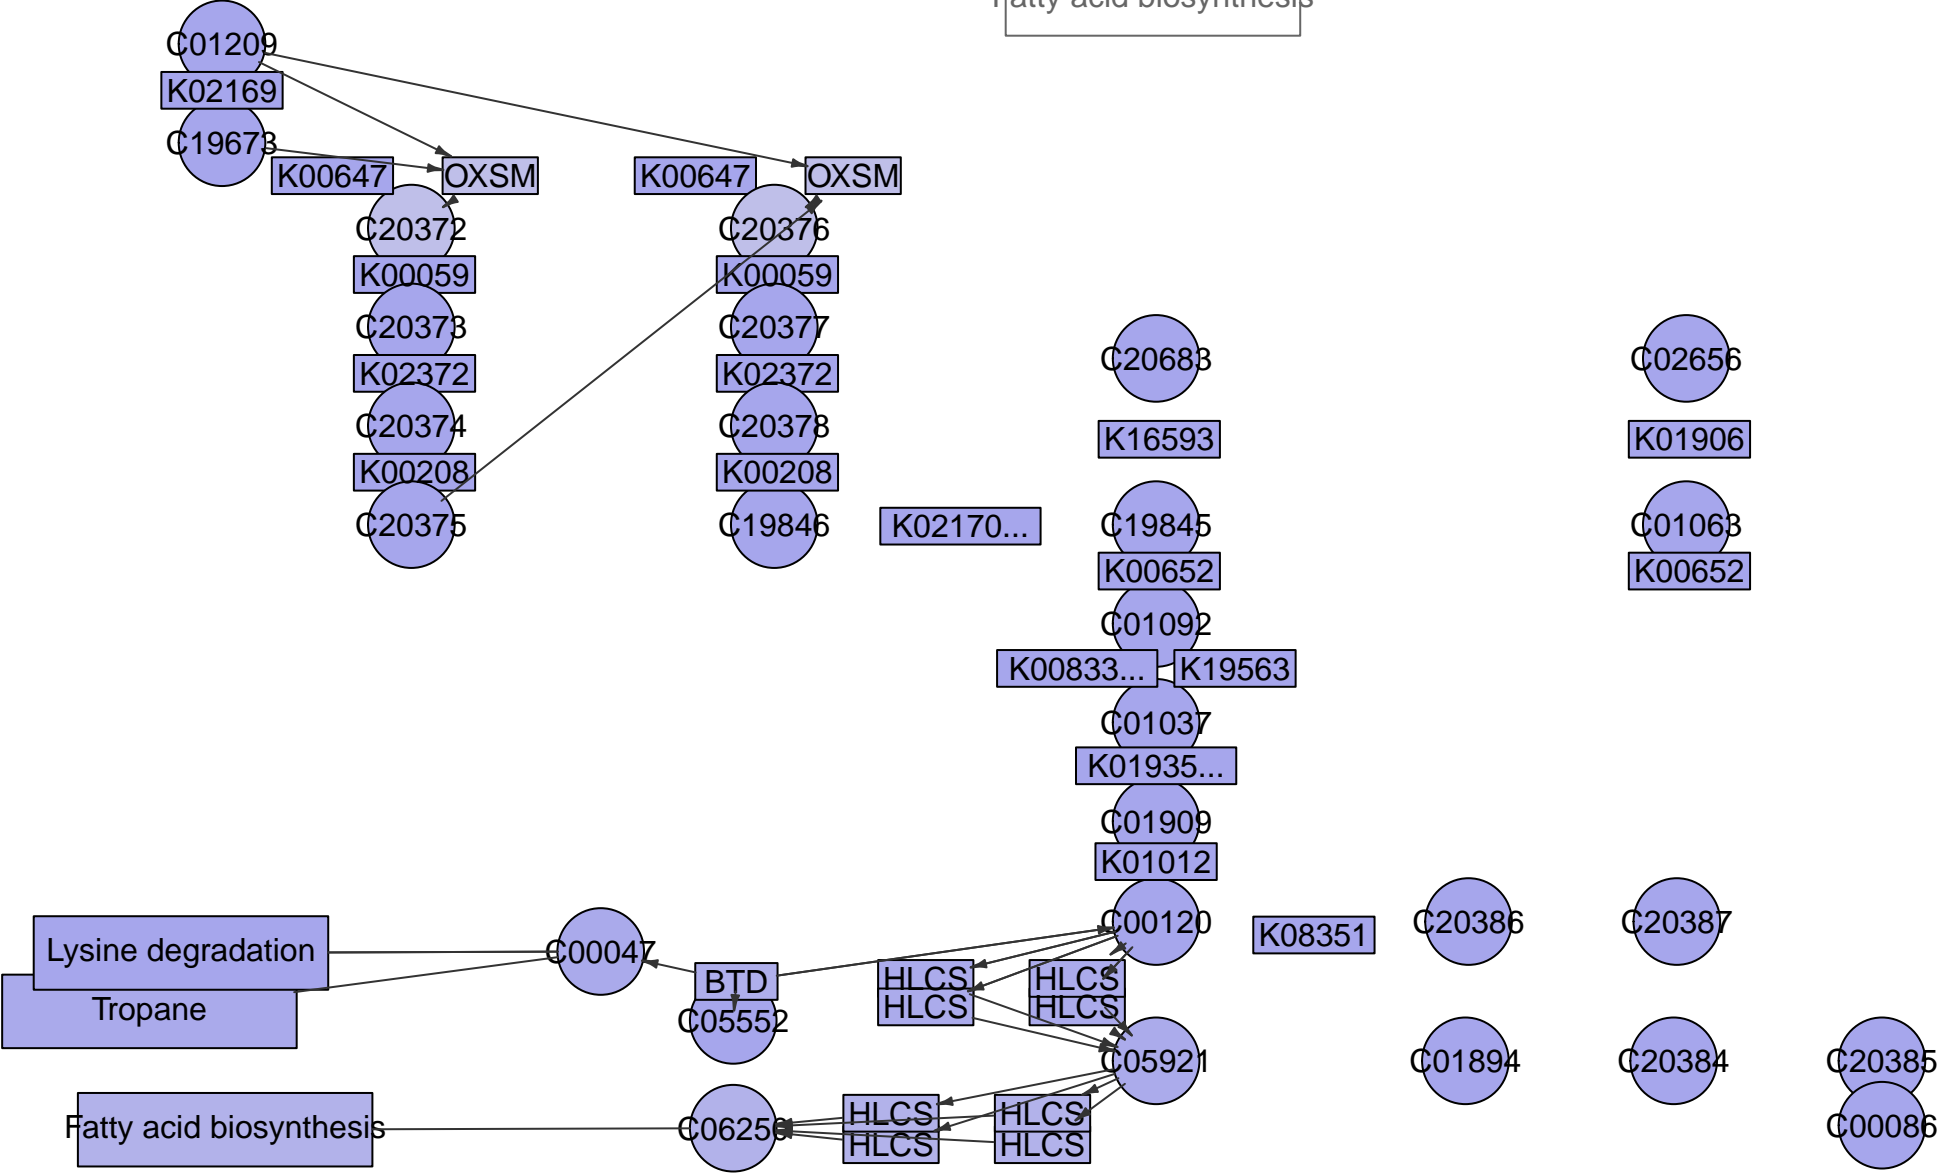 Fatty acid biosynthesis
C01209
K02169
C19673
K00647
OXSM
K00647
OXSM
C20372
C20376
K00059
K00059
C20373
C20377
K02372
K02372
C20683
C02656
C20374
C20378
K16593
K01906
K00208
K00208
C20375
C19846
K02170...
C19845
C01063
K00652
K00652
C01092
K00833...
K19563
C01037
K01935...
C01909
K01012
C00120
K08351
C20386
C20387
Lysine degradation
C00047
BTD
HLCS
HLCS
Tropane
HLCS
HLCS
C05552
C05921
C01894
C20384
C20385
Fatty acid biosynthesis
C06250
HLCS
HLCS
C00086
HLCS
HLCS